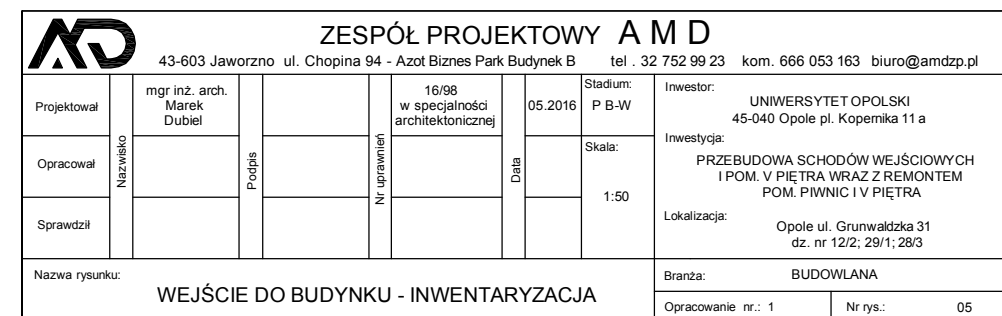 ZESPÓŁ PROJEKTOWY A M D
43-603 Jaworzno ul. Chopina 94 - Azot Biznes Park Budynek B tel . 32 752 99 23 kom. 666 053 163 biuro@amdzp.pl
Projektował
mgr inż. arch.
Marek
Dubiel
16/98
w specjalności
architektonicznej
05.2016
Opracował
Sprawdził
Nazwisko
Podpis
Nr uprawnień
Data
Stadium:
P B-W
Skala:
1:50
Inwestor:
UNIWERSYTET OPOLSKI
45-040 Opole pl. Kopernika 11 a
Inwestycja:
PRZEBUDOWA SCHODÓW WEJŚCIOWYCH
I POM. V PIĘTRA WRAZ Z REMONTEM
POM. PIWNIC I V PIĘTRA
Lokalizacja:
Opole ul. Grunwaldzka 31
dz. nr 12/2; 29/1; 28/3
Nazwa rysunku:
WEJŚCIE DO BUDYNKU - INWENTARYZACJA
Branża: BUDOWLANA
Opracowanie nr.: 1
Nr rys.: 05